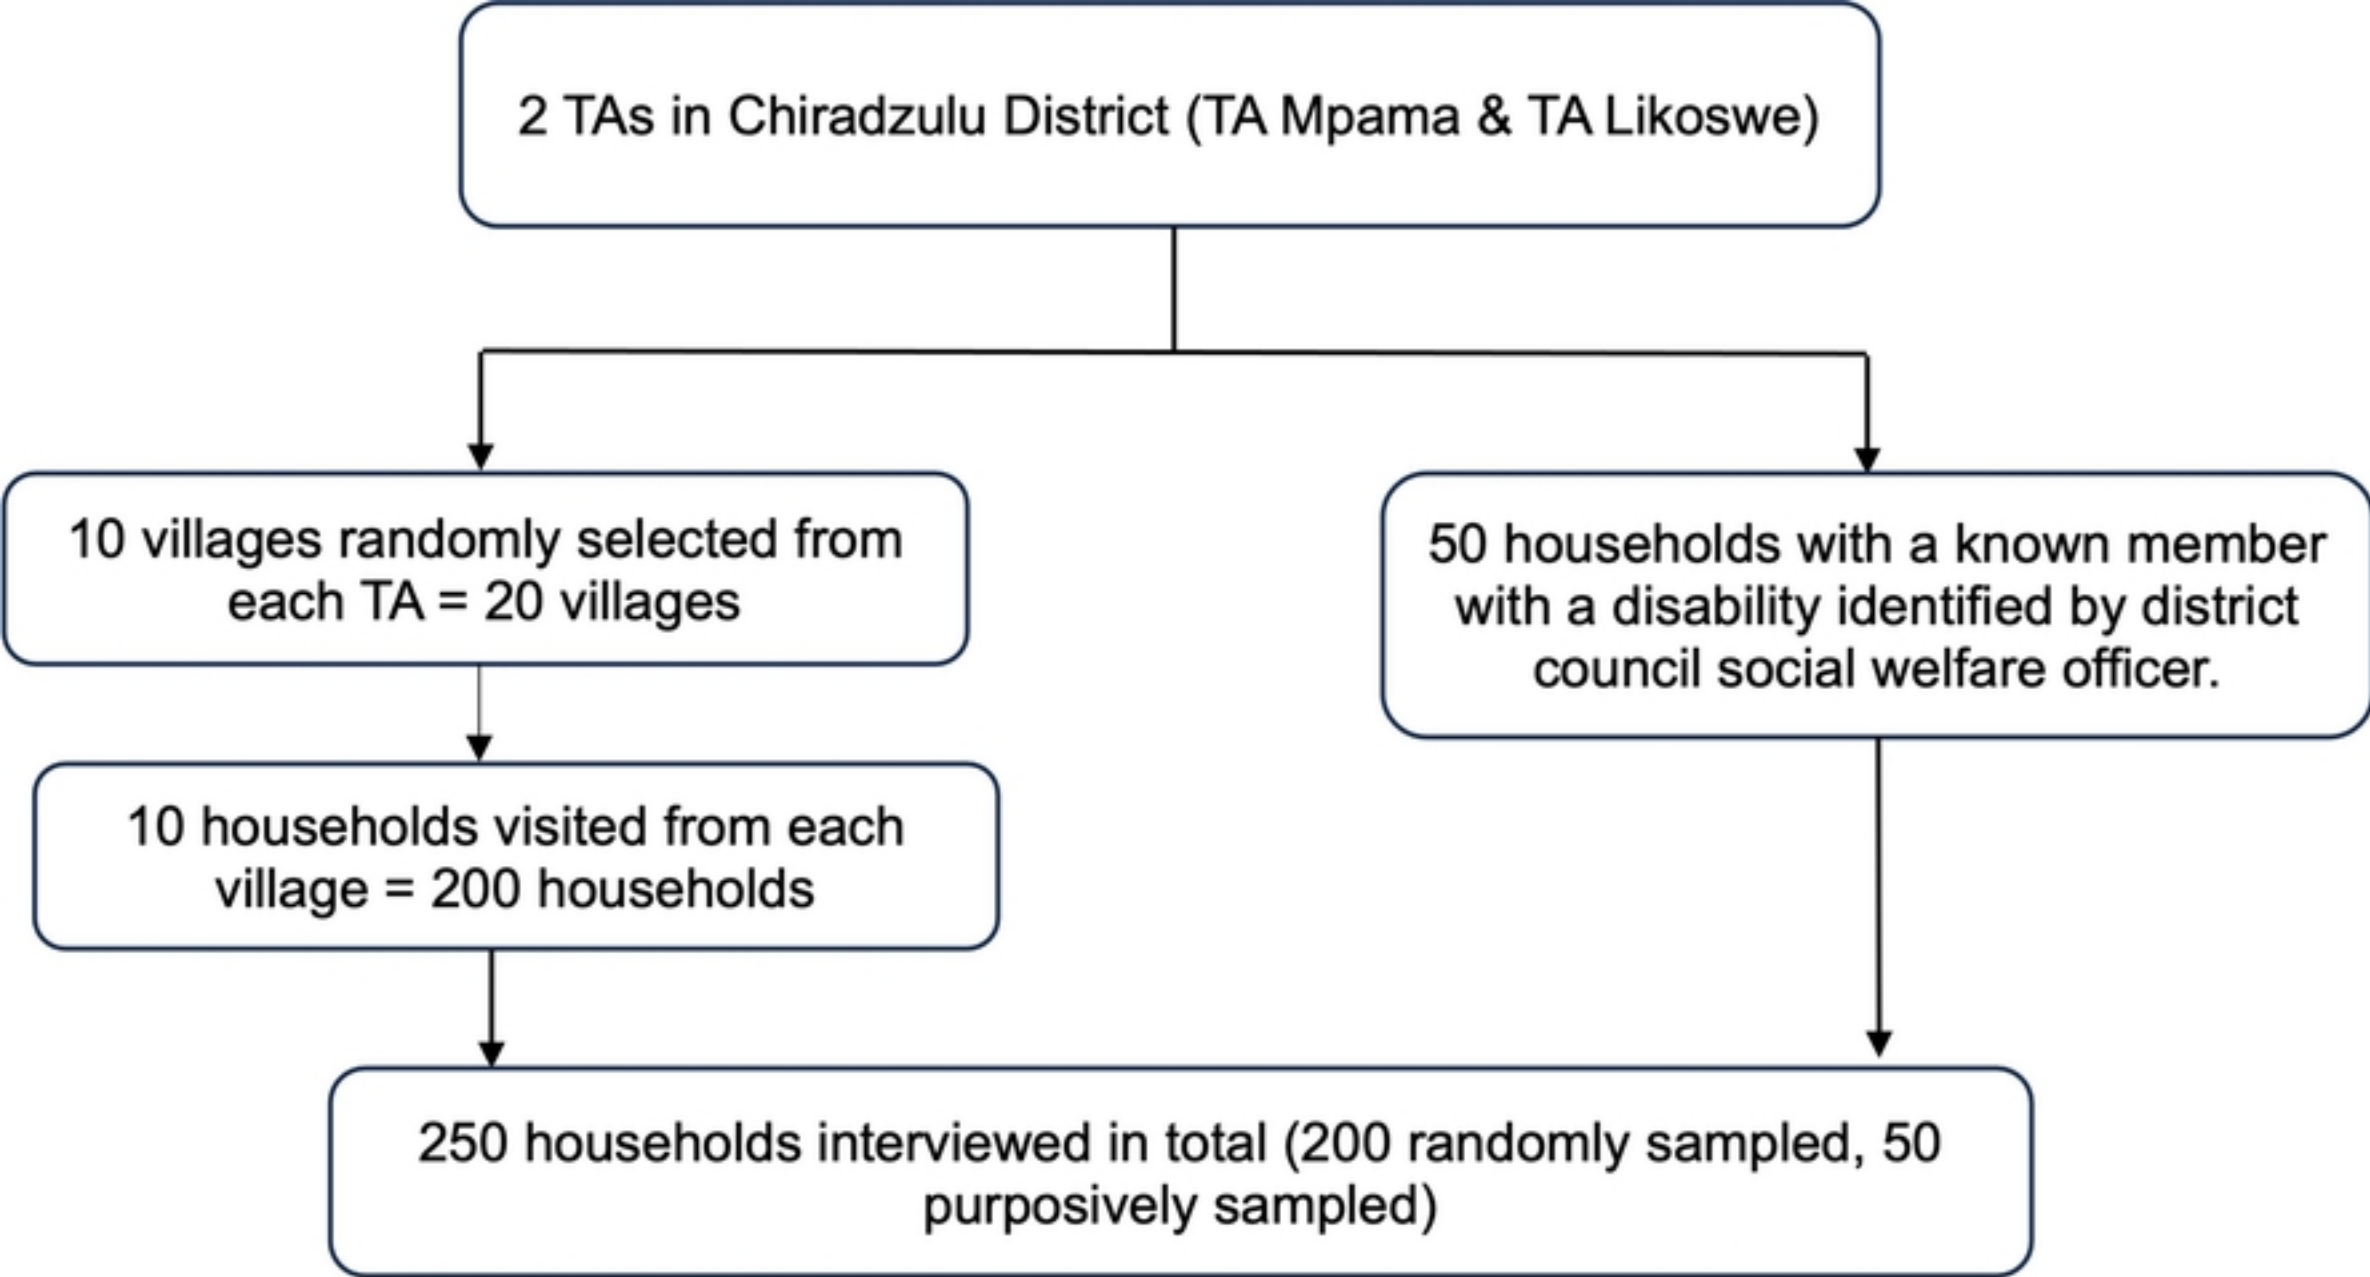 2 TAs in Chiradzulu District (TA Mpama & TA Likoswe)
10 villages randomly selected from
each TA = 20 villages
50 households with a known member
with a disability identified by district
council social welfare officer.
10 households visited from each
village = 200 households
250 households interviewed in total (200 randomly sampled, 50
purposively sampled)